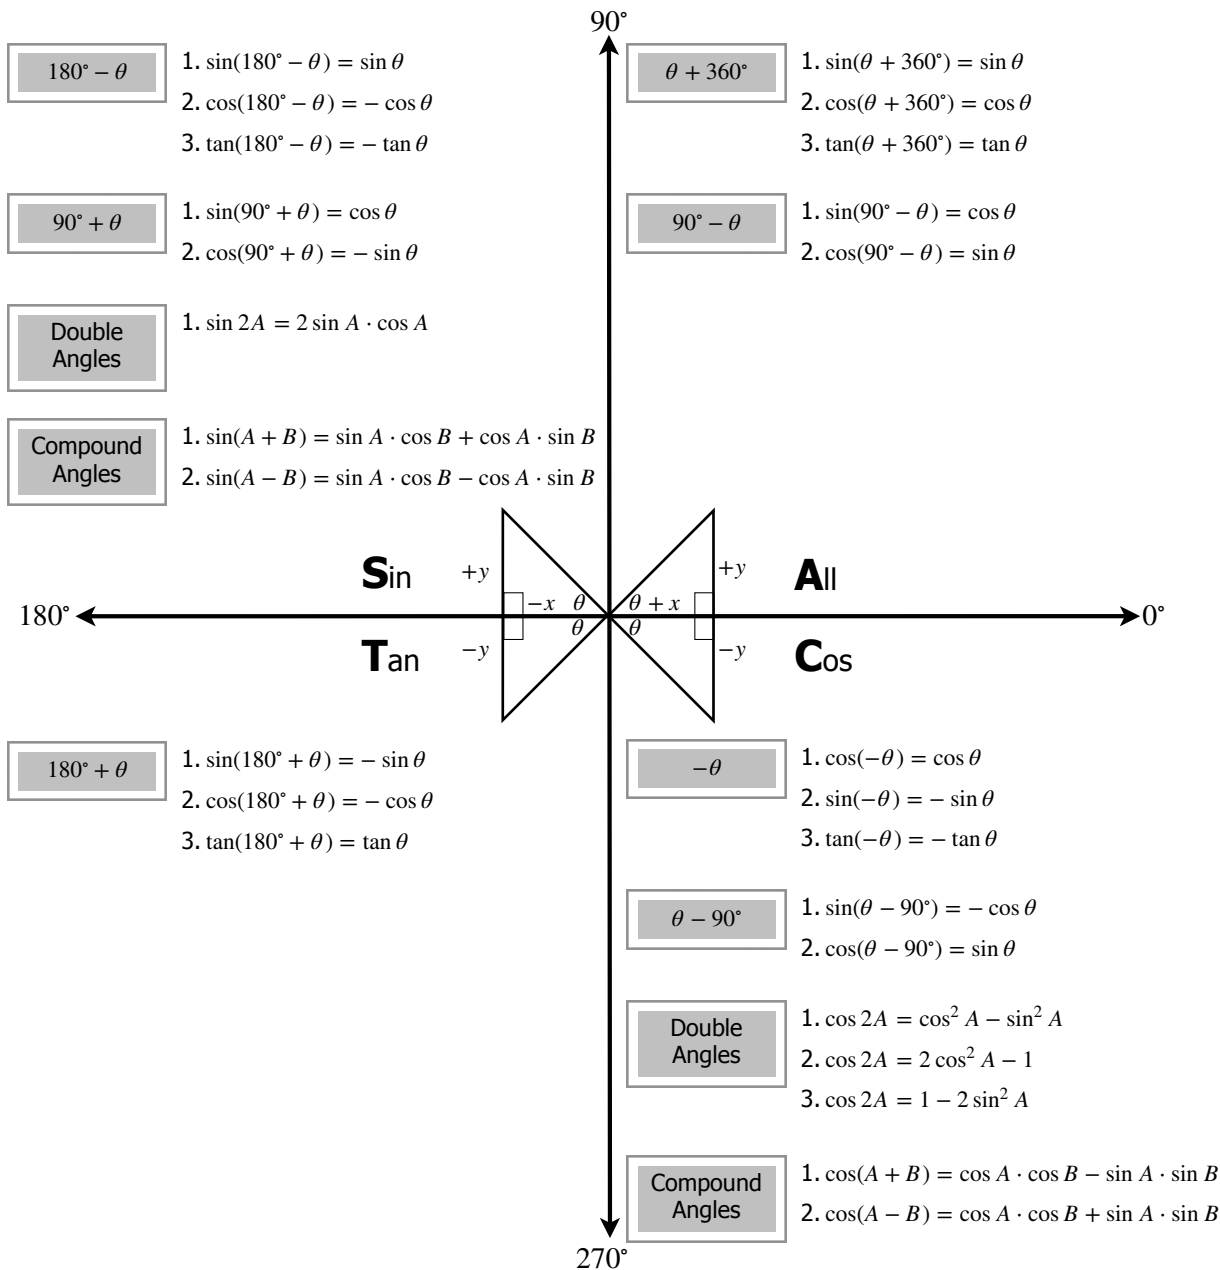 90°
180° − θ
1. sin(180° − θ) = sin θ
2. cos(180° − θ) = − cos θ
3. tan(180° − θ) = − tan θ
θ + 360°
1. sin(θ + 360°) = sin θ
2. cos(θ + 360°) = cos θ
3. tan(θ + 360°) = tan θ
90° + θ
1. sin(90° + θ) = cos θ
2. cos(90° + θ) = − sin θ
90° − θ
1. sin(90° − θ) = cos θ
2. cos(90° − θ) = sin θ
Double
Angles
1. sin 2A = 2 sin A · cos A
Compound
Angles
1. sin(A + B) = sin A · cos B + cos A · sin B
2. sin(A − B) = sin A · cos B − cos A · sin B
Sin
+y
+y
All
−x
θ
θ
+ x
180°
0°
θ
θ
Tan
−y
−y
Cos
180° + θ
1. sin(180° + θ) = − sin θ
2. cos(180° + θ) = − cos θ
3. tan(180° + θ) = tan θ
−θ
1. cos(−θ) = cos θ
2. sin(−θ) = − sin θ
3. tan(−θ) = − tan θ
θ − 90°
1. sin(θ − 90°) = − cos θ
2. cos(θ − 90°) = sin θ
Double
Angles
1. cos 2A = cos² A − sin² A
2. cos 2A = 2 cos² A − 1
3. cos 2A = 1 − 2 sin² A
Compound
Angles
1. cos(A + B) = cos A · cos B − sin A · sin B
2. cos(A − B) = cos A · cos B + sin A · sin B
270°